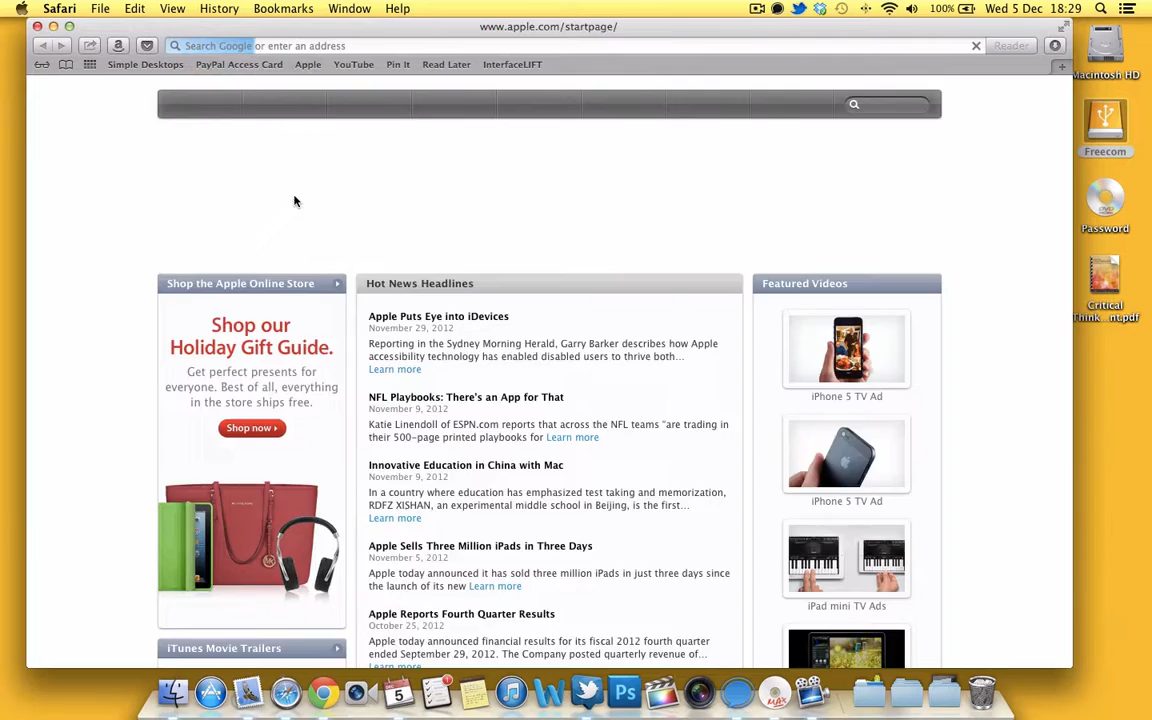 Safari File Edit View History Bookmarks Window Help 100% Wed 5 Dec 18:29
www.apple.com/startpage/
Search Google or enter an address Reader
Simple Desktops PayPal Access Card Apple YouTube Pin It Read Later InterfaceLIFT
Macintosh HD
Freecom
Password
Critical
Think...nt.pdf
Shop the Apple Online Store
Shop our
Holiday Gift Guide.
Get perfect presents for
everyone. Best of all, everything
in the store ships free.
Shop now
iTunes Movie Trailers
Hot News Headlines
Apple Puts Eye into iDevices
November 29, 2012
Reporting in the Sydney Morning Herald, Garry Barker describes how Apple
accessibility technology has enabled disabled users to thrive both...
Learn more
NFL Playbooks: There's an App for That
November 9, 2012
Katie Linendoll of ESPN.com reports that across the NFL teams "are trading in
their 500-page printed playbooks for Learn more
Innovative Education in China with Mac
November 9, 2012
In a country where education has emphasized test taking and memorization,
RDFZ XISHAN, an experimental middle school in Beijing, is the first...
Learn more
Apple Sells Three Million iPads in Three Days
November 5, 2012
Apple today announced it has sold three million iPads in just three days since
the launch of its new Learn more
Apple Reports Fourth Quarter Results
October 25, 2012
Apple today announced financial results for its fiscal 2012 fourth quarter
ended September 29, 2012. The Company posted quarterly revenue of...
Learn more
Featured Videos
iPhone 5 TV Ad
iPhone 5 TV Ad
iPad mini TV Ads
5
1
W
Ps
MAX